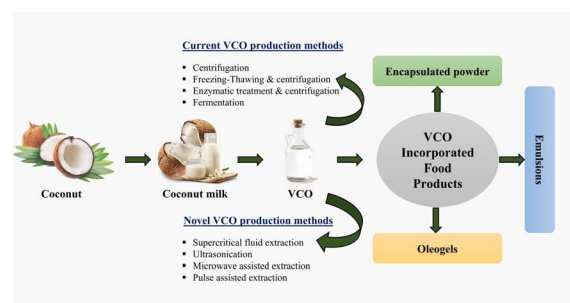 Current VCO production methods
▪ Centrifugation
▪ Freezing-Thawing & centrifugation
▪ Enzymatic treatment & centrifugation
▪ Fermentation
Encapsulated powder
Coconut
Coconut milk
VCO
VCO
Incorporated
Food
Products
Emulsions
Novel VCO production methods
▪ Supercritical fluid extraction
▪ Ultrasonication
▪ Microwave assisted extraction
▪ Pulse assisted extraction
Oleogels